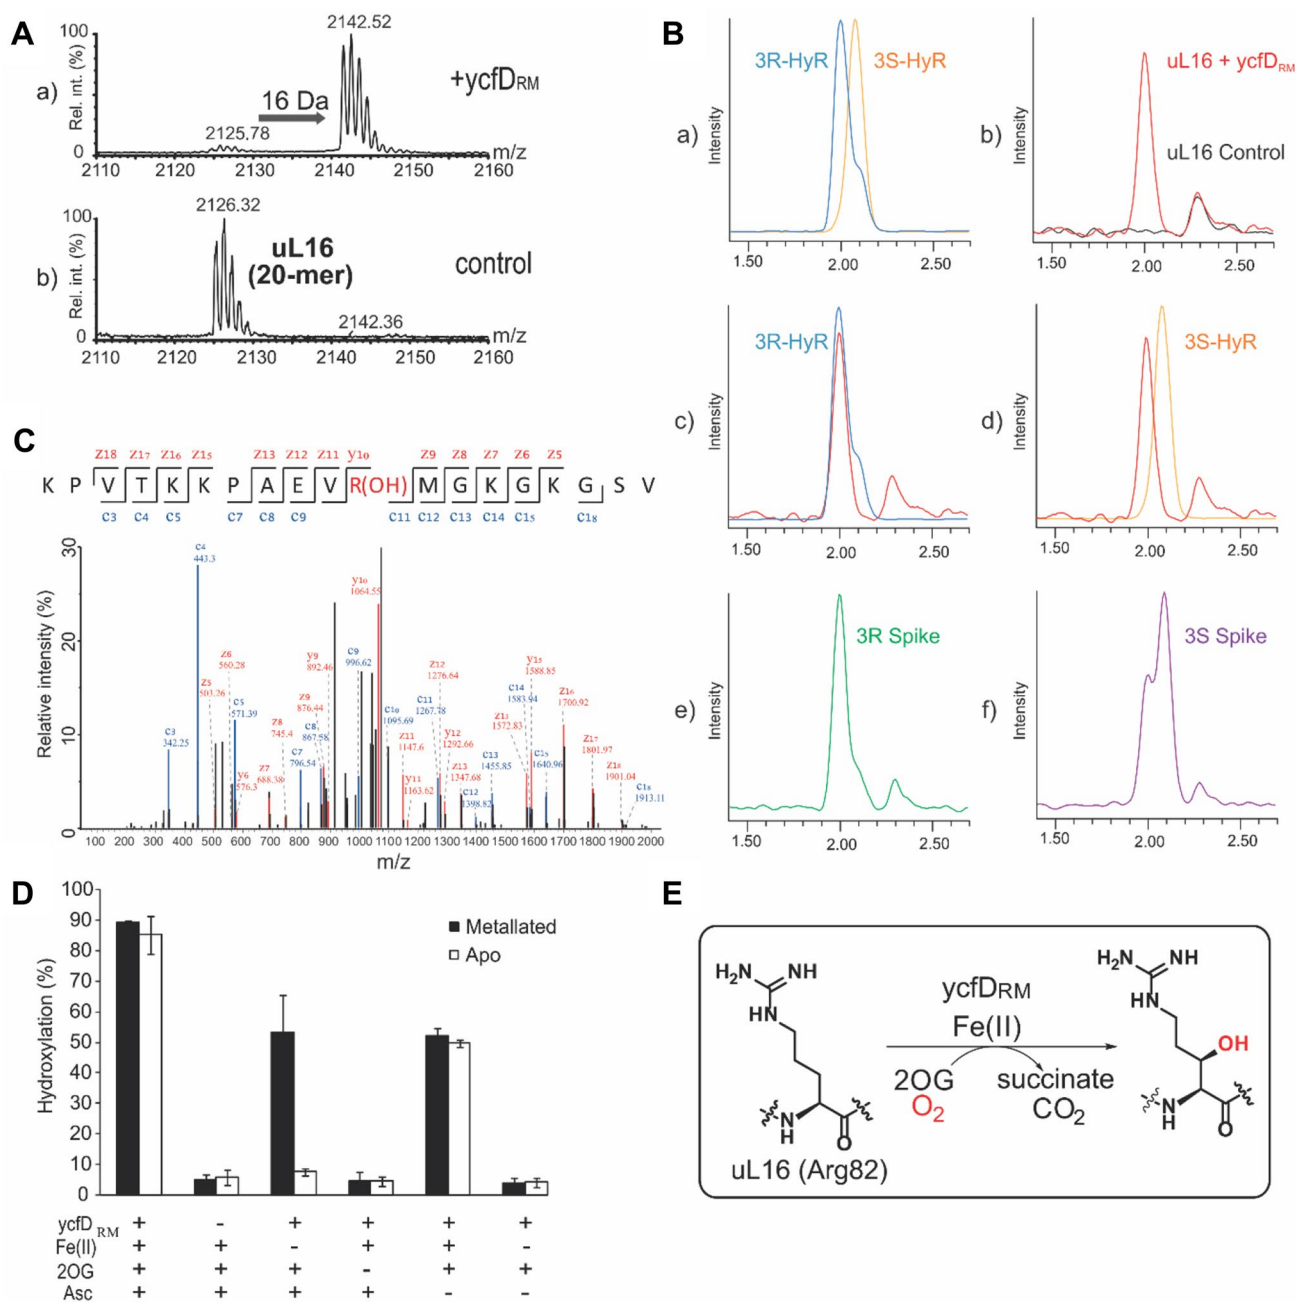 A
a)
Rel. int. (%)
100
0
2142.52
+ycfDRM
16 Da
2125.78
2110 2120 2130 2140 2150 2160 m/z
b)
Rel. int. (%)
100
0
2126.32
uL16
(20-mer)
control
2142.36
2110 2120 2130 2140 2150 2160 m/z
B
a)
Intensity
3R-HyR 3S-HyR
1.50 2.00 2.50
b)
Intensity
uL16 + ycfDRM
uL16 Control
1.50 2.00 2.50
c)
Intensity
3R-HyR
1.50 2.00 2.50
d)
Intensity
3S-HyR
1.50 2.00 2.50
e)
Intensity
3R Spike
1.50 2.00 2.50
f)
Intensity
3S Spike
1.50 2.00 2.50
C
z18 z17 z16 z15 z13 z12 z11 y10 z9 z8 z7 z6 z5
K P V T K K P A E V R(OH) M G K G K G S V
c3 c4 c5 c7 c8 c9 c11 c12 c13 c14 c15 c18
Relative intensity (%)
30
20
10
0
c3
342.25
c4
443.3
z5
503.26
z6
560.28
c5
571.39
y6
576.3
z7
688.38
z8
745.4
c7
796.54
c8
867.58
z9
876.44
y9
892.46
c9
996.62
y10
1064.55
c10
1095.69
z11
1147.6
y11
1163.62
c11
1267.78
z12
1276.64
y12
1292.66
z13
1347.68
c12
1398.82
c13
1455.85
1572.83
c14
1583.94
y15
1588.85
c15
1640.96
z16
1700.92
z17
1801.97
z18
1901.04
c18
1913.11
100 200 300 400 500 600 700 800 900 1000 1100 1200 1300 1400 1500 1600 1700 1800 1900 2000
m/z
D
Hydroxylation (%)
100
90
80
70
60
50
40
30
20
10
0
Metallated
Apo
ycfD RM + - + + + +
Fe(II) + + - + + -
2OG + + + - + +
Asc + + + + - -
E
H2N NH
HN
N
H
O
uL16 (Arg82)
ycfDRM
Fe(II)
2OG succinate
O2 CO2
H2N NH
HN
OH
N
H
O